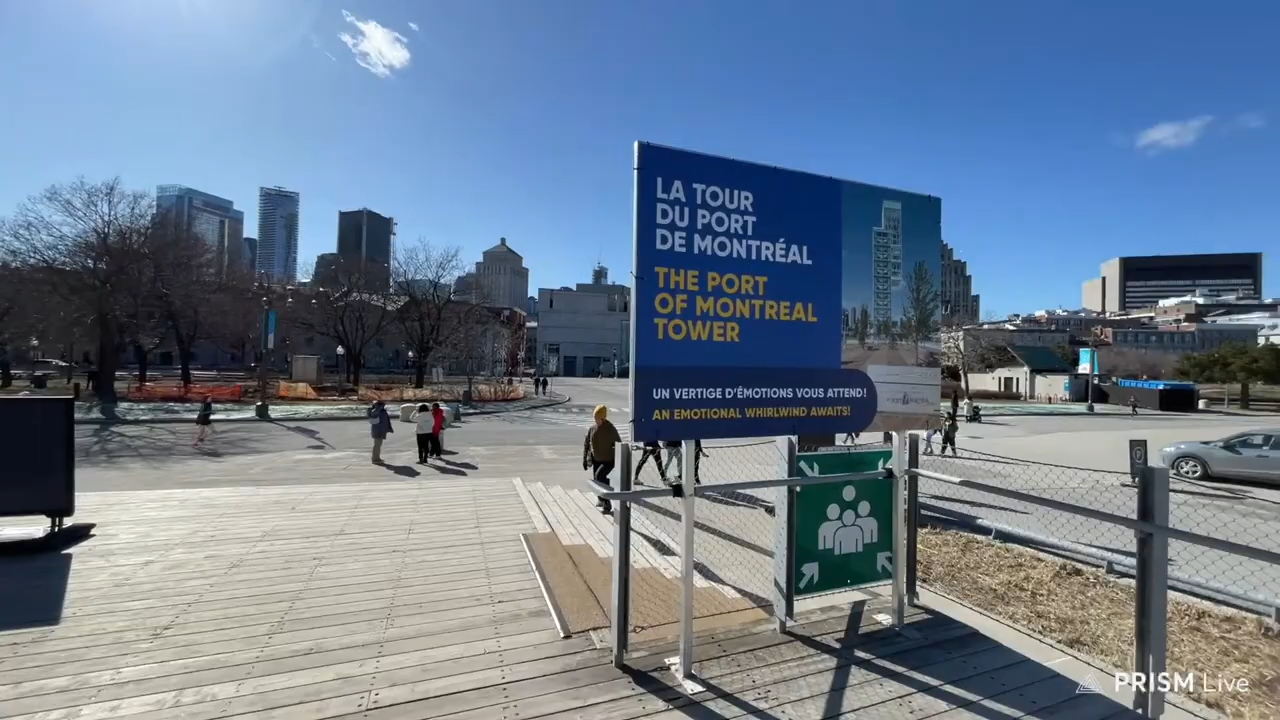 LA TOUR
DU PORT
DE MONTRÉAL
THE PORT
OF MONTREAL
TOWER
UN VERTIGE D'ÉMOTIONS VOUS ATTEND!
AN EMOTIONAL WHIRLWIND AWAITS!
PRISM Live